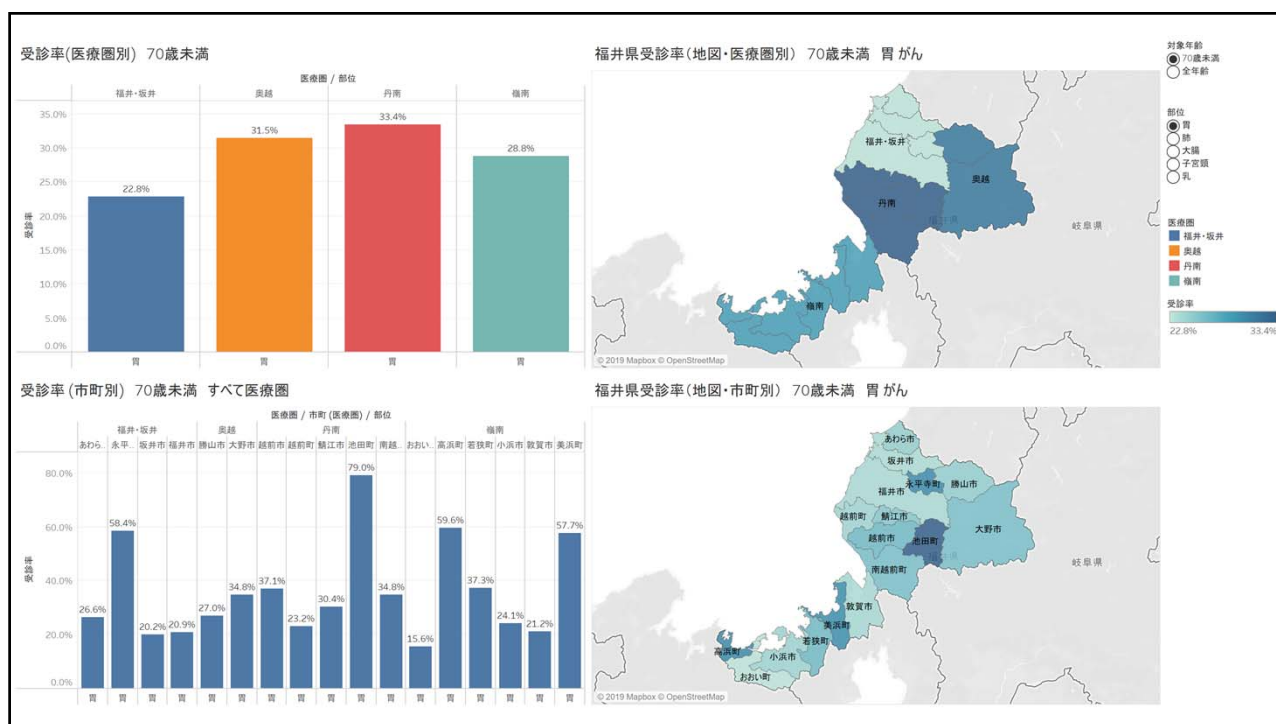 受診率(医療圏別) 70歳未満
医療圏 / 部位
福井・坂井 奥越 丹南 嶺南
受診率
35.0%
30.0%
25.0%
20.0%
15.0%
10.0%
5.0%
0.0%
22.8% 31.5% 33.4% 28.8%
胃 胃 胃 胃
福井県受診率(地図・医療圏別) 70歳未満 胃がん
福井・坂井
奥越
丹南
福井県
岐阜県
嶺南
© 2019 Mapbox © OpenStreetMap
対象年齢
70歳未満
全年齢
部位
胃
肺
大腸
子宮頸
乳
医療圏
福井・坂井
奥越
丹南
嶺南
受診率
22.8% 33.4%
受診率(市町別) 70歳未満 すべて医療圏
医療圏 / 市町(医療圏) / 部位
福井・坂井 奥越 丹南 嶺南
あわら.. 永平.. 坂井市 福井市 勝山市 大野市 越前市 越前町 鯖江市 池田町 南越.. おおい.. 高浜町 若狭町 小浜市 敦賀市 美浜町
受診率
80.0%
60.0%
40.0%
20.0%
0.0%
26.6% 58.4% 20.2% 20.9% 27.0% 34.8% 37.1% 23.2% 30.4% 79.0% 34.8% 15.6% 59.6% 37.3% 24.1% 21.2% 57.7%
胃 胃 胃 胃 胃 胃 胃 胃 胃 胃 胃 胃 胃 胃 胃 胃 胃
福井県受診率(地図・市町別) 70歳未満 胃がん
あわら市
坂井市
永平寺町
勝山市
福井市
越前町
鯖江市
大野市
越前市
池田町
福井県
岐阜県
南越前町
敦賀市
美浜町
若狭町
高浜町
小浜市
おおい町
© 2019 Mapbox © OpenStreetMap